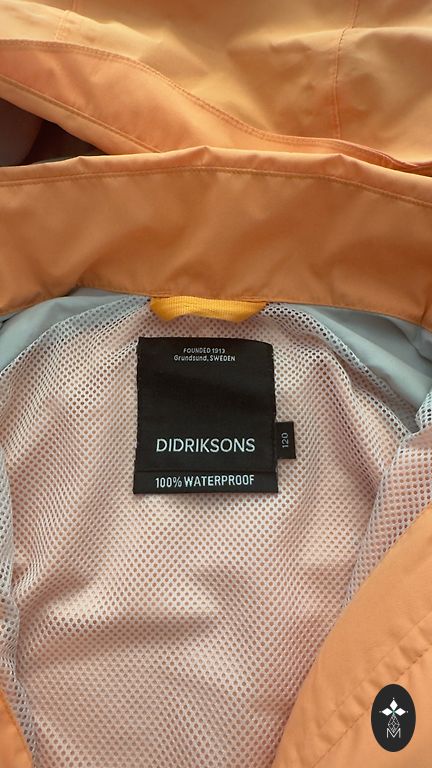 FOUNDED 1913
Grundsund, SWEDEN
DIDRIKSONS
120
100% WATERPROOF